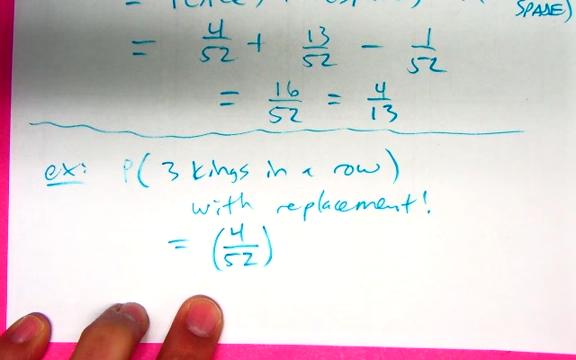 SPADE)
= 4/52 + 13/52 - 1/52
= 16/52 = 4/13
ex: P( 3 kings in a row)
with replacement!
= (4/52)